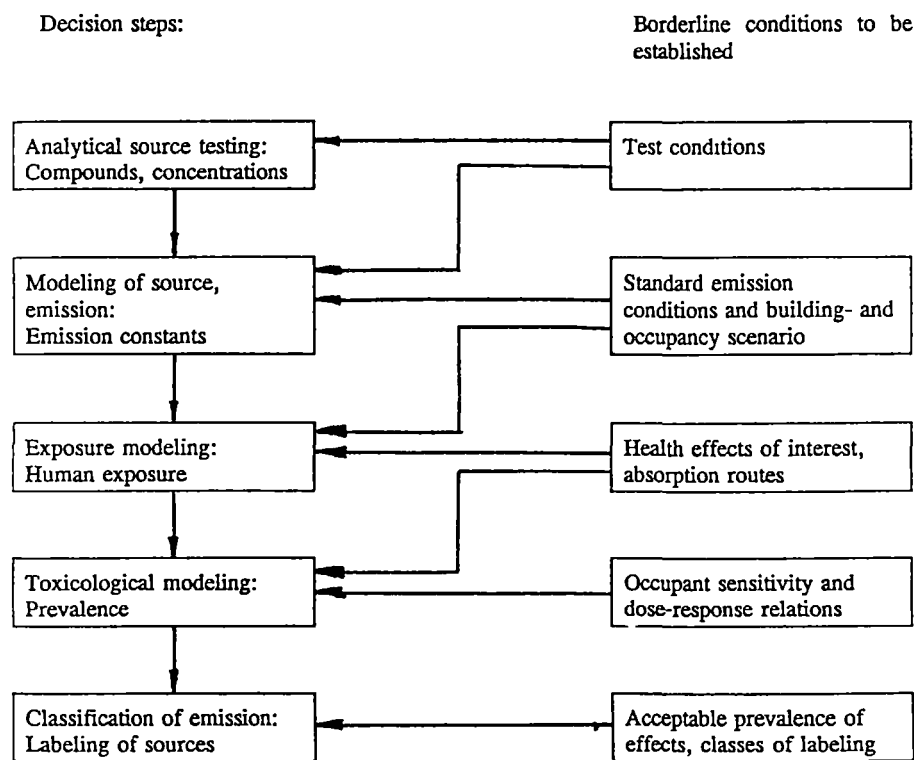 Decision steps:
Borderline conditions to be
established
Analytical source testing:
Compounds, concentrations
Test conditions
Modeling of source,
emission:
Emission constants
Standard emission
conditions and building- and
occupancy scenario
Exposure modeling:
Human exposure
Health effects of interest,
absorption routes
Toxicological modeling:
Prevalence
Occupant sensitivity and
dose-response relations
Classification of emission:
Labeling of sources
Acceptable prevalence of
effects, classes of labeling